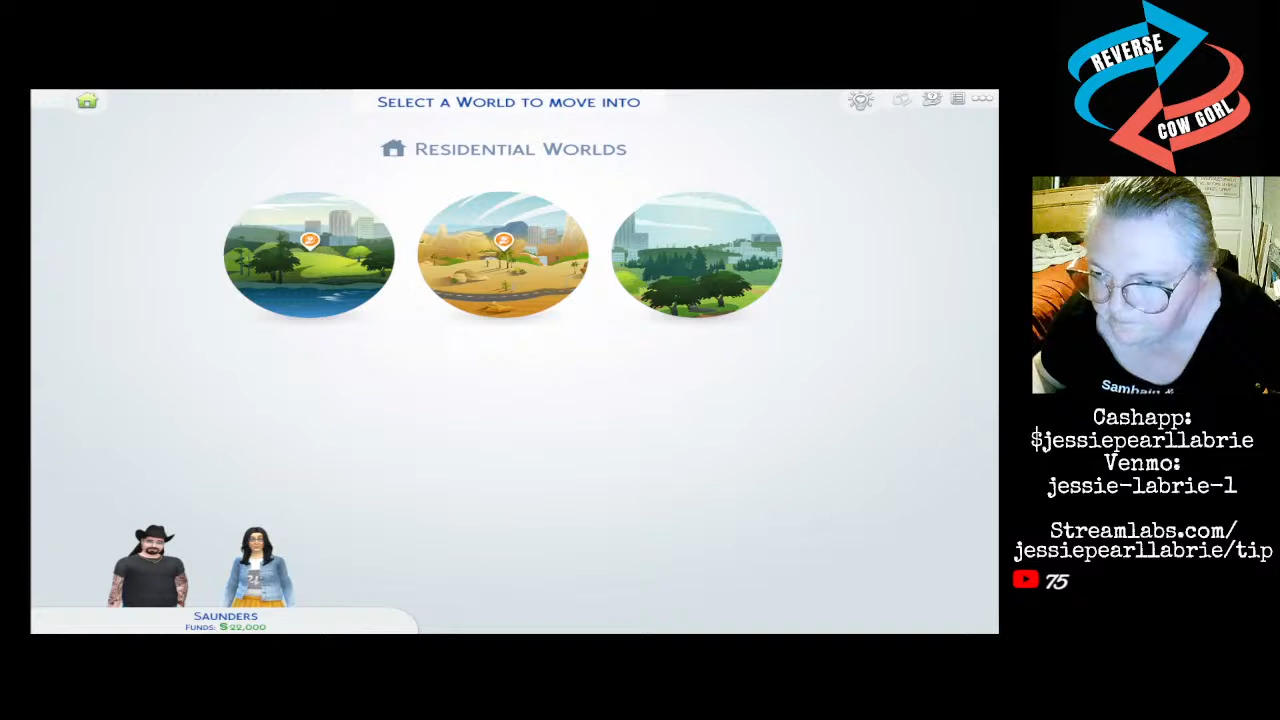 SELECT A WORLD TO MOVE INTO
RESIDENTIAL WORLDS
SAUNDERS
FUNDS: §22,000
REVERSE
COW GORL
Samhain &
Cashapp:
$jessiepearllabrie
Venmo:
jessie-labrie-1
Streamlabs.com/
jessiepearllabrie/tip
75